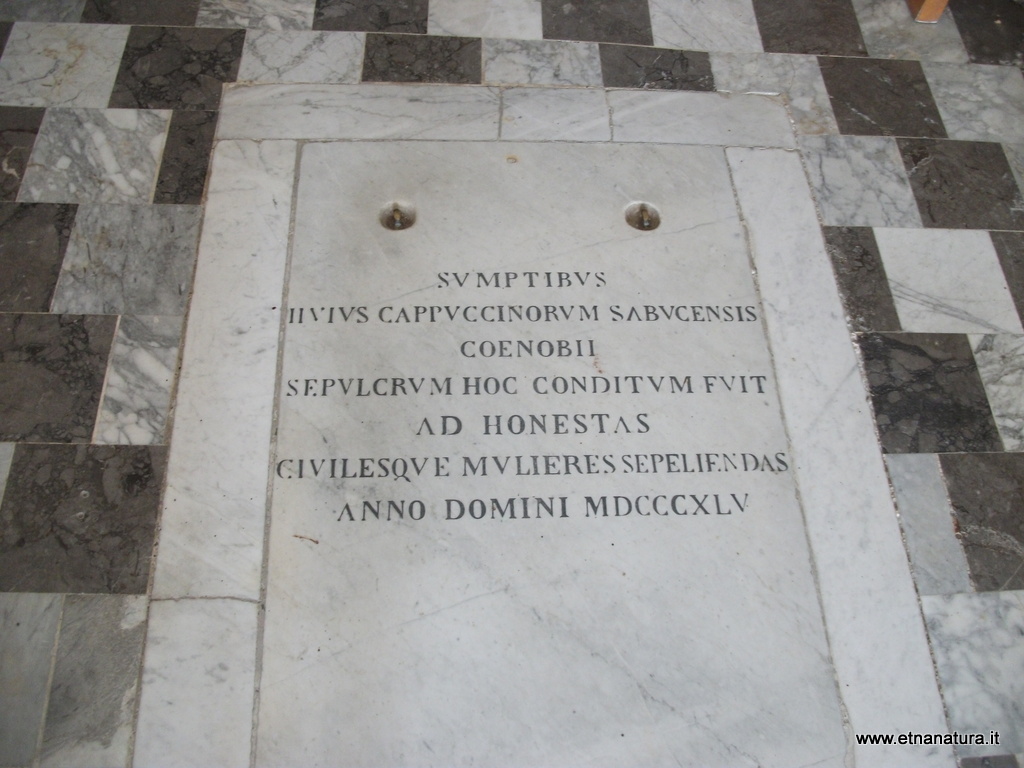 SVMPTIBVS
HVIVS CAPPVCCINORVM SABVCENSIS
COENOBII
SEPVLCRVM HOC CONDITVM FVIT
AD HONESTAS
CIVILESQVE MVLIERES SEPELIENDAS
ANNO DOMINI MDCCCXLV
www.etnanatura.it